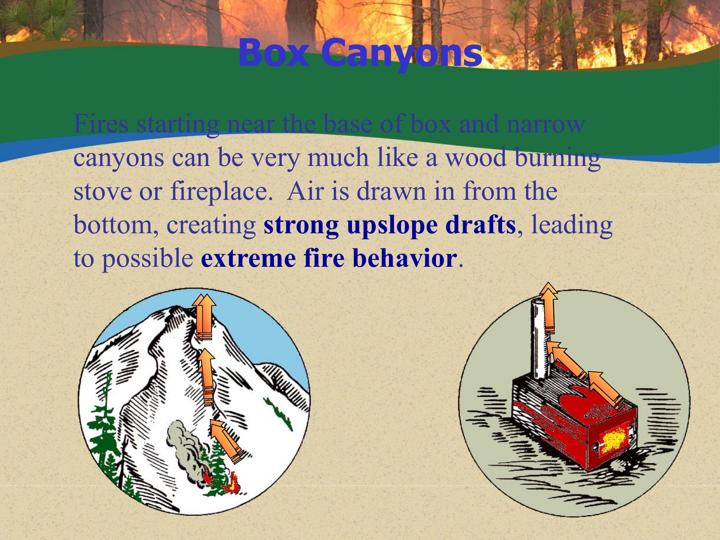 Box Canyons
Fires starting near the base of box and narrow
canyons can be very much like a wood burning
stove or fireplace.  Air is drawn in from the
bottom, creating strong upslope drafts, leading
to possible extreme fire behavior.